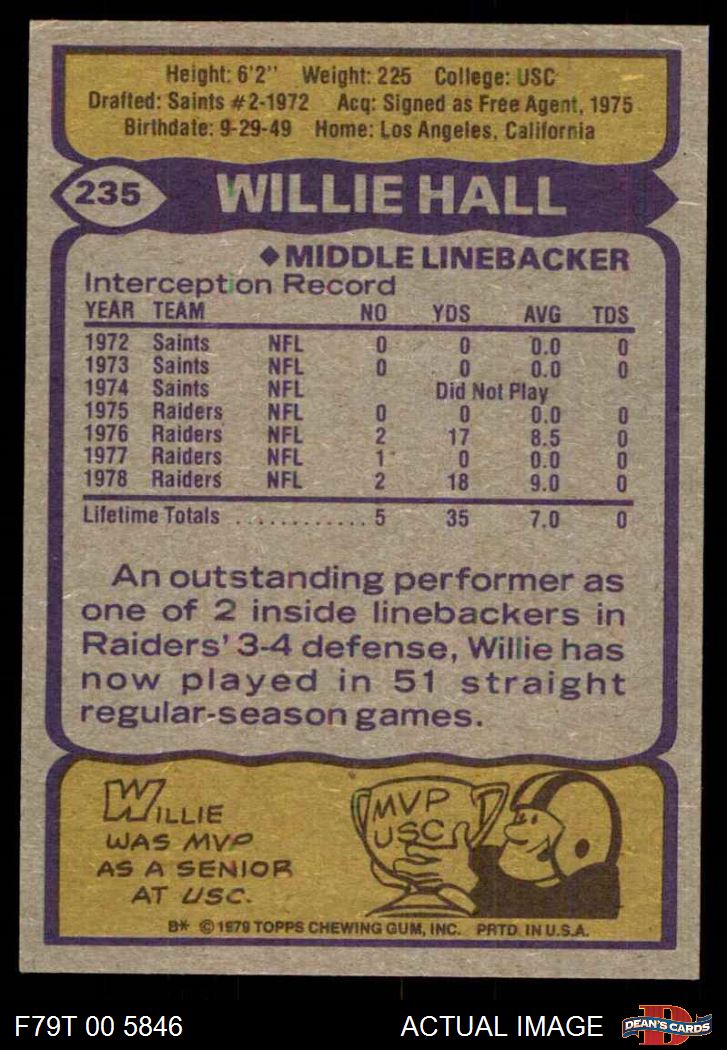 Height: 6'2" Weight: 225 College: USC
Drafted: Saints #2-1972 Acq: Signed as Free Agent, 1975
Birthdate: 9-29-49 Home: Los Angeles, California
235 WILLIE HALL
◆ MIDDLE LINEBACKER
Interception Record
YEAR TEAM NO YDS AVG TDS
1972 Saints NFL 0 0 0.0 0
1973 Saints NFL 0 0 0.0 0
1974 Saints NFL Did Not Play
1975 Raiders NFL 0 0 0.0 0
1976 Raiders NFL 2 17 8.5 0
1977 Raiders NFL 1 0 0.0 0
1978 Raiders NFL 2 18 9.0 0
Lifetime Totals ............ 5 35 7.0 0
An outstanding performer as
one of 2 inside linebackers in
Raiders' 3-4 defense, Willie has
now played in 51 straight
regular-season games.
WILLIE
WAS MVP
AS A SENIOR
AT USC.
MVP
USC
B* © 1979 TOPPS CHEWING GUM, INC. PRTD. IN U.S.A.
F79T 00 5846 ACTUAL IMAGE D DEAN'S CARDS